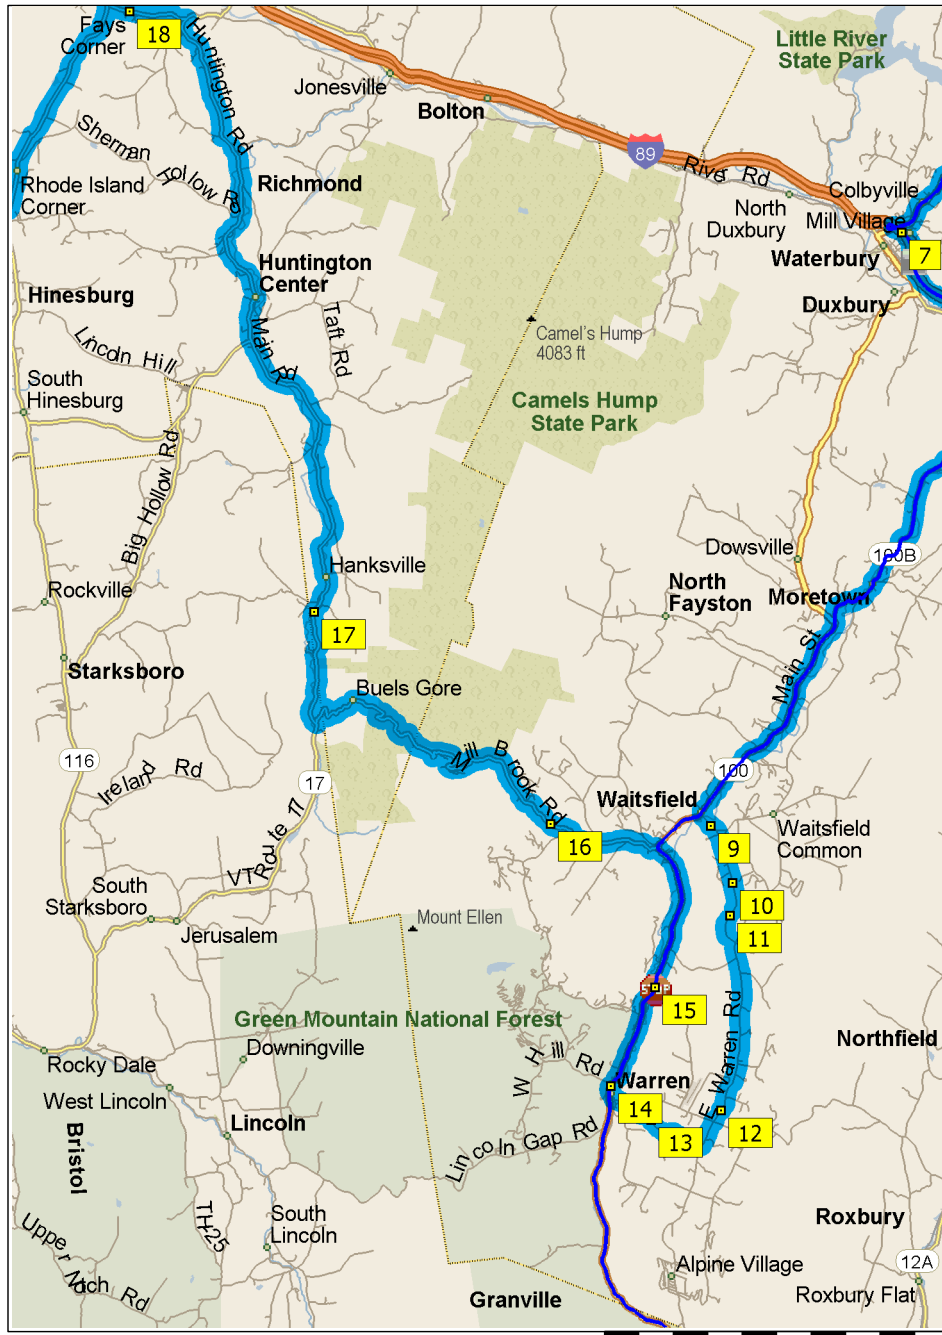 Fays
Corner
18
Huntington Rd
Jonesville
Bolton
Little River
State Park
89
River Rd
Sherman Hollow Rd
Rhode Island
Corner
Richmond
Colbyville
North
Duxbury
Mill Village
7
Waterbury
Huntington
Center
Hinesburg
Duxbury
Taft Rd
Main Rd
Camel's Hump
4083 ft
Lincoln Hill
South
Hinesburg
Camels Hump
State Park
Big Hollow Rd
Dowsville
100B
Hanksville
Rockville
North
Fayston
Moretown
17
Starksboro
Main St
Buels Gore
116
Ireland Rd
17
Mill Brook Rd
100
Waitsfield
VT Route 17
Rd
16
9
Waitsfield
Common
South
Starksboro
10
Jerusalem
Mount Ellen
11
15
Green Mountain National Forest
E Warren Rd
Northfield
Rocky Dale
Downingville
W Hill Rd
Warren
West Lincoln
14
12
Lincoln
Lincoln Gap Rd
13
Bristol
TH-25
South
Lincoln
Roxbury
Upper Notch Rd
Alpine Village
12A
Granville
Roxbury Flat